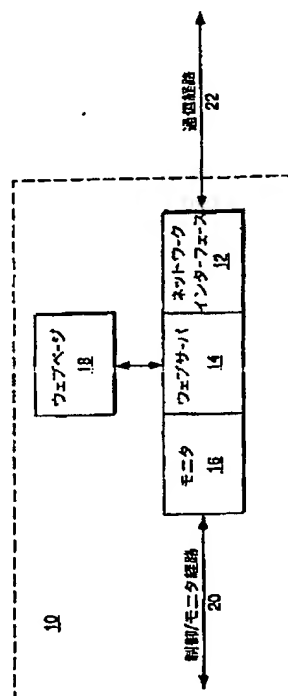 10
ウェブページ
18
モニタ
16
ウェブサーバ
14
ネットワーク
インターフェース
12
制御/モニタ経路
20
通信経路
22